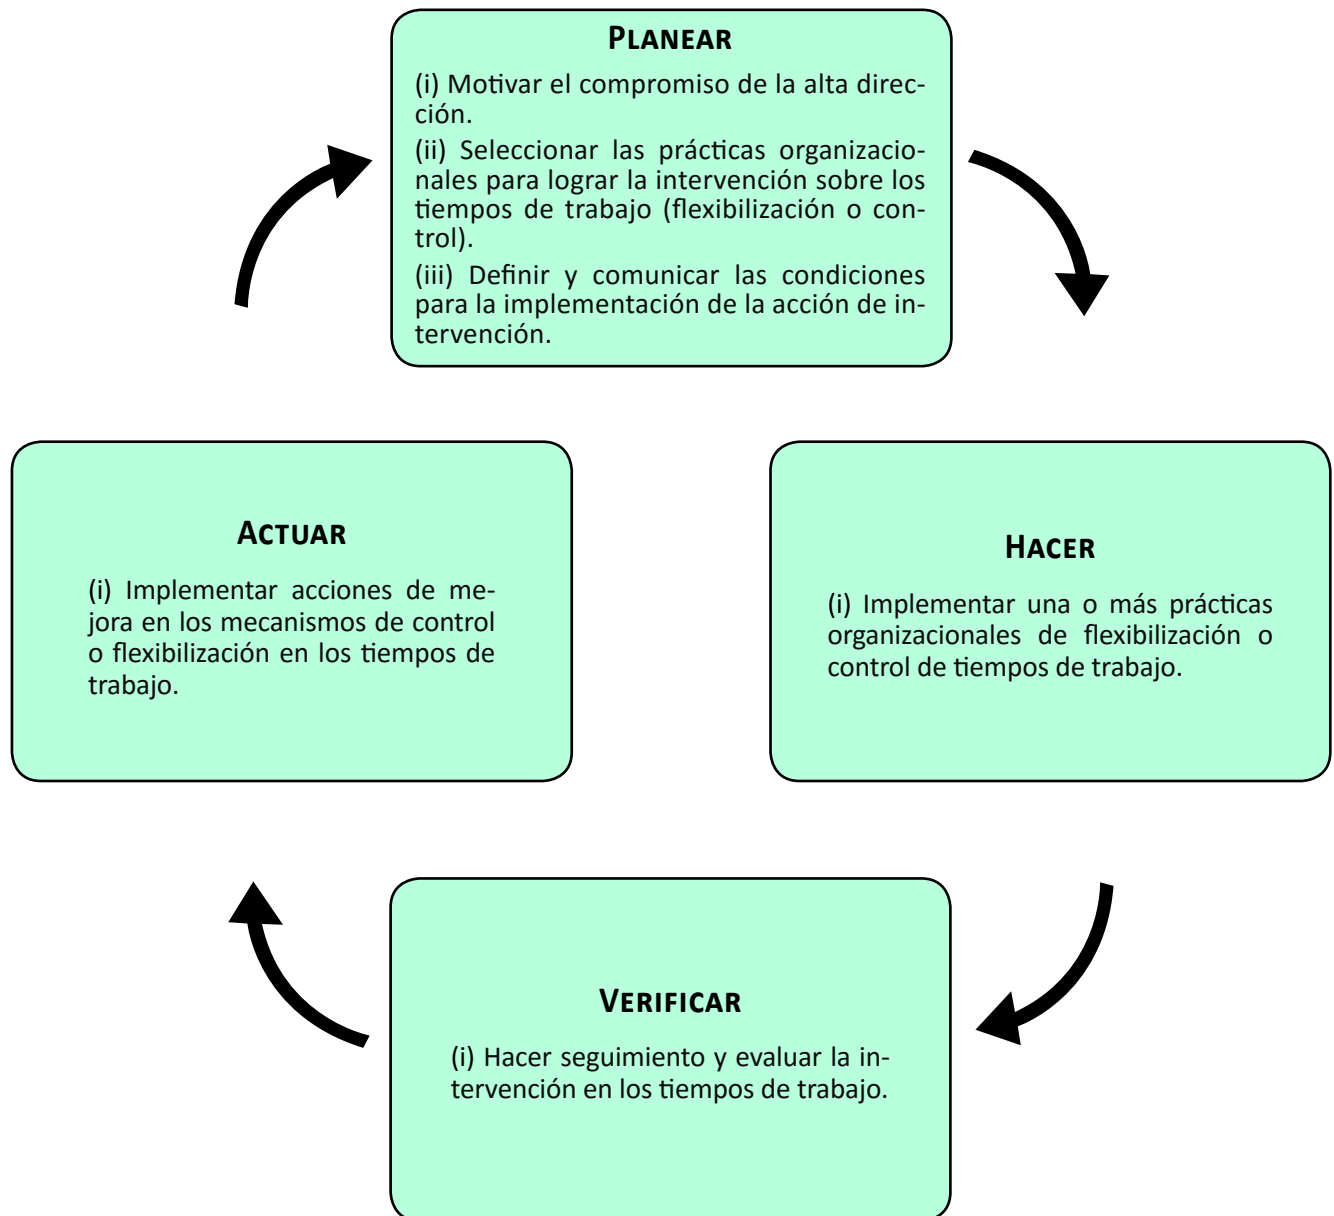 PLANEAR
(i) Motivar el compromiso de la alta direc-
ción.
(ii) Seleccionar las prácticas organizacio-
nales para lograr la intervención sobre los
tiempos de trabajo (flexibilización o con-
trol).
(iii) Definir y comunicar las condiciones
para la implementación de la acción de in-
tervención.
ACTUAR
(i) Implementar acciones de me-
jora en los mecanismos de control
o flexibilización en los tiempos de
trabajo.
HACER
(i) Implementar una o más prácticas
organizacionales de flexibilización o
control de tiempos de trabajo.
VERIFICAR
(i) Hacer seguimiento y evaluar la in-
tervención en los tiempos de trabajo.